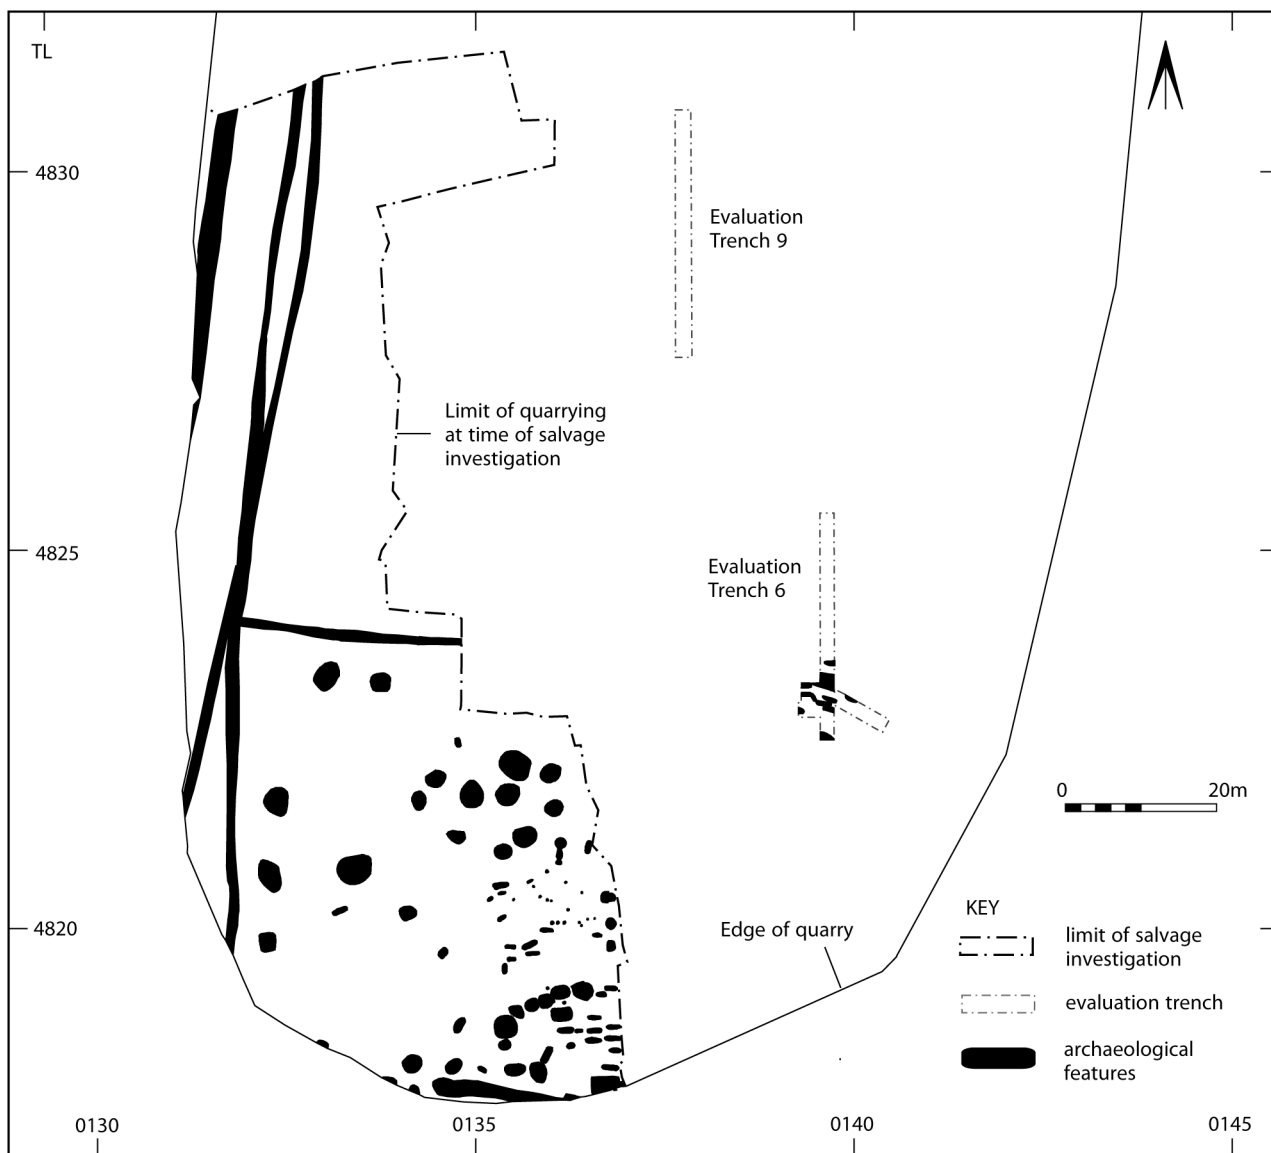 TL
4830
Evaluation
Trench 9
Limit of quarrying
at time of salvage
investigation
4825
Evaluation
Trench 6
0 20m
KEY
limit of salvage
investigation
Edge of quarry
4820
evaluation trench
archaeological
features
0130 0135 0140 0145